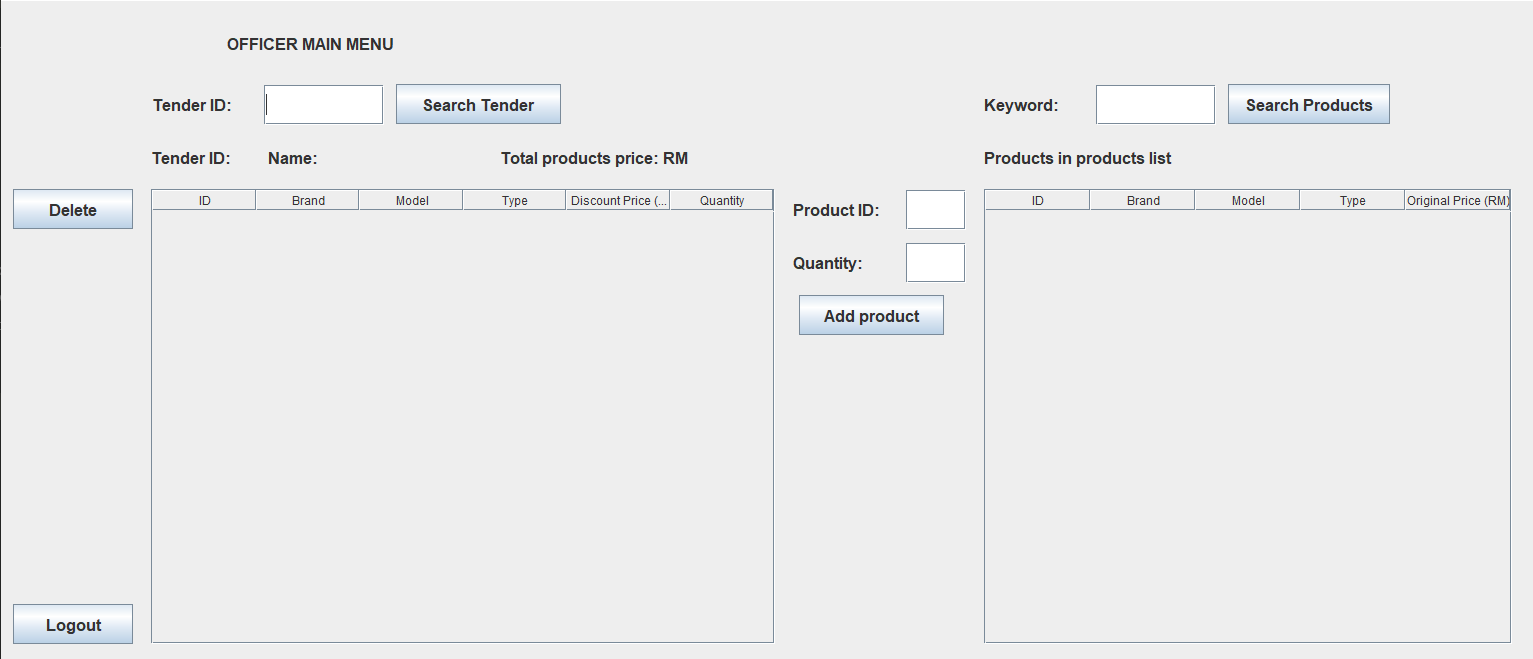 OFFICER MAIN MENU
Tender ID: Search Tender Keyword: Search Products
Tender ID: Name: Total products price: RM Products in products list
Delete ID Brand Model Type Discount Price (... Quantity Product ID: ID Brand Model Type Original Price (RM)
Quantity:
Add product
Logout